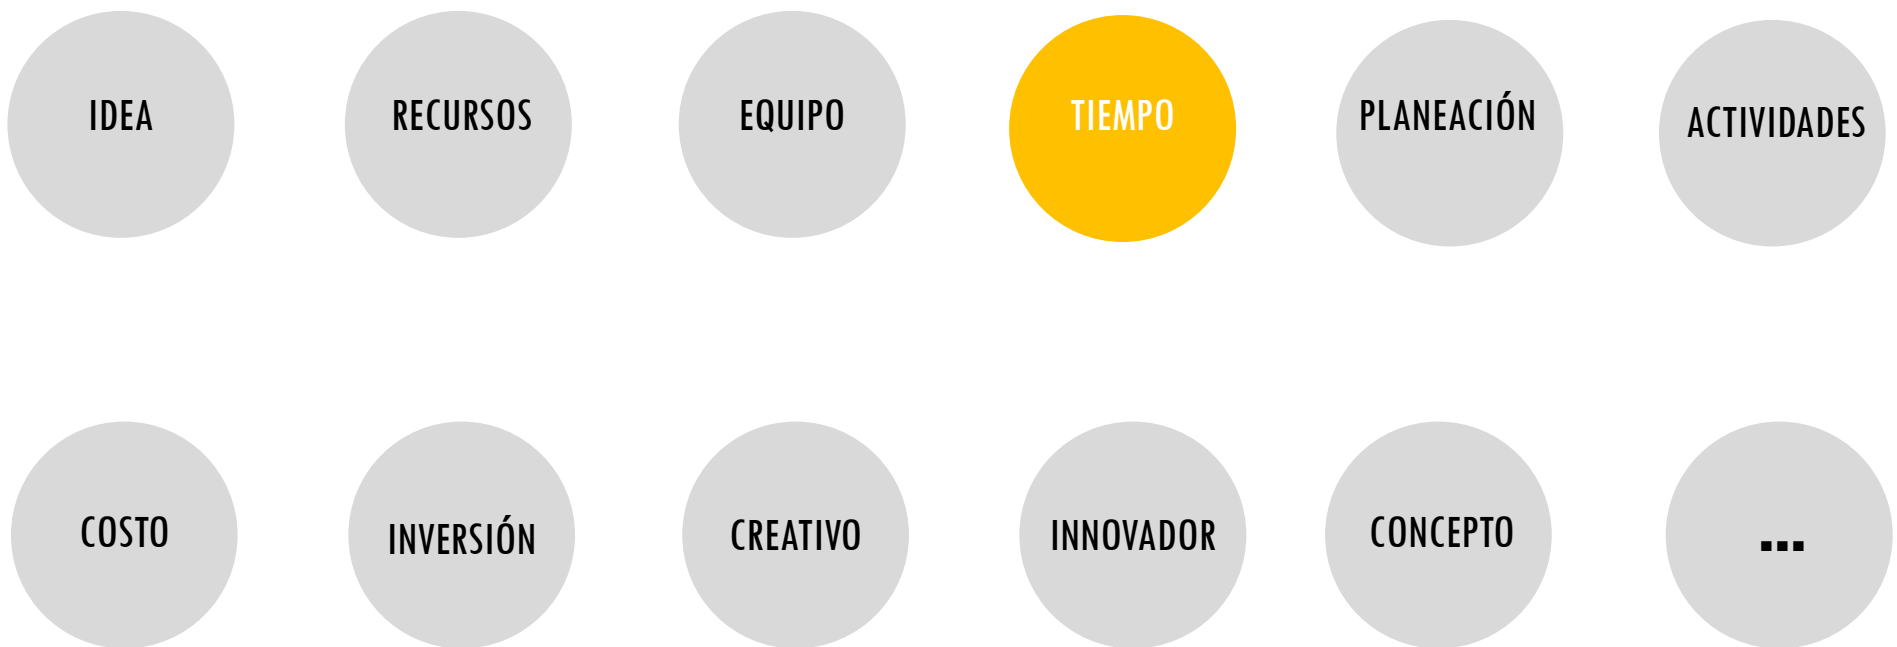 IDEA
RECURSOS
EQUIPO
TIEMPO
PLANEACIÓN
ACTIVIDADES
COSTO
INVERSIÓN
CREATIVO
INNOVADOR
CONCEPTO
...